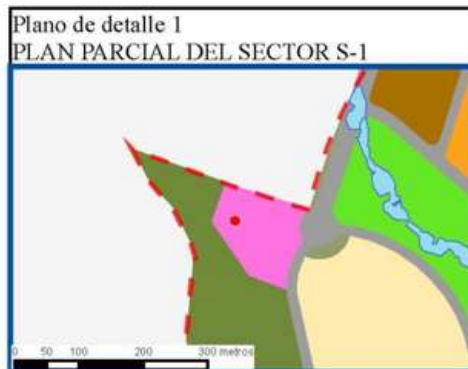 Plano de detalle 1
PLAN PARCIAL DEL SECTOR S-1
0 50 100 200 300 metros